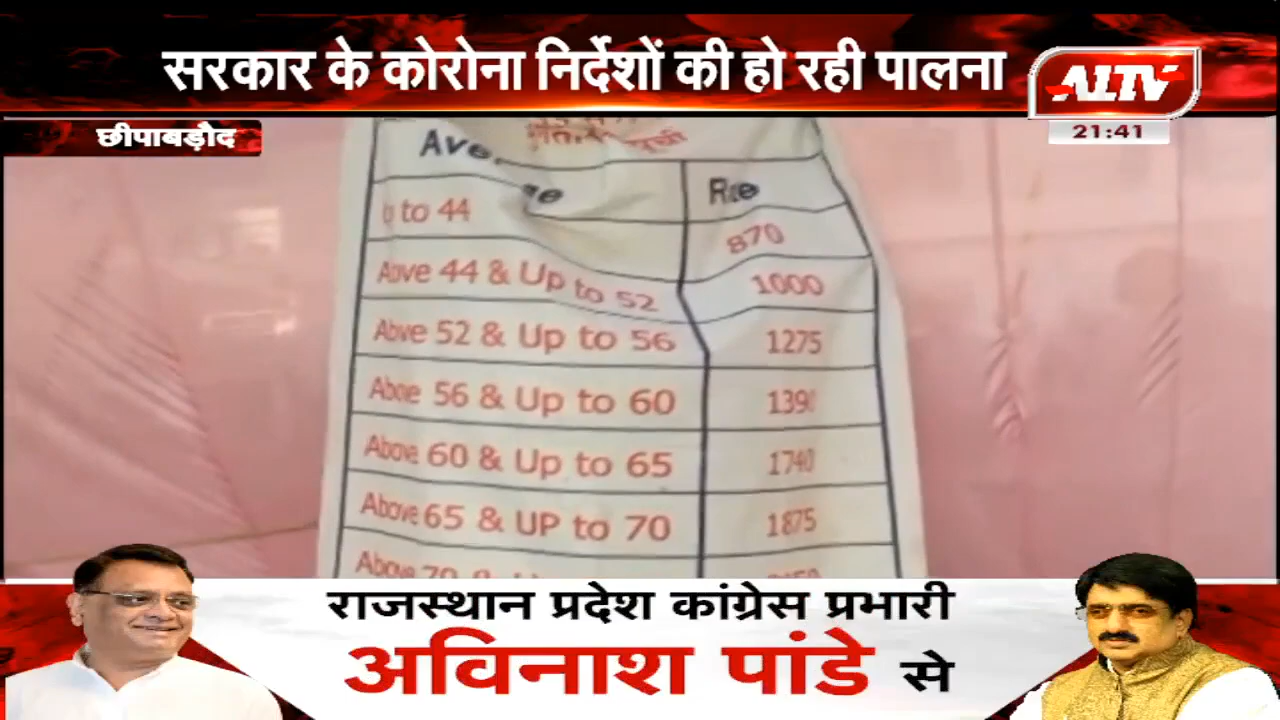 सरकार के कोरोना निर्देशों की हो रही पालना
ALTV
21:41
छीपाबड़ौद
to 44
870
Above 44 & Up to 52
1000
Above 52 & Up to 56
1275
Above 56 & Up to 60
Above 60 & Up to 65
1740
Above 65 & UP to 70
1875
Above 70 &
राजस्थान प्रदेश कांग्रेस प्रभारी
अविनाश पांडे से